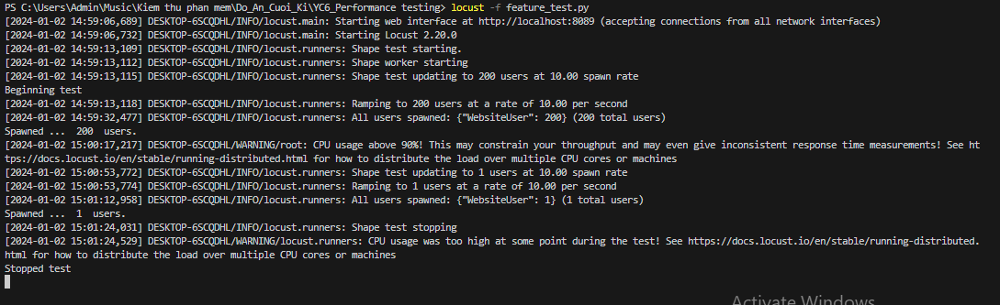 PS C:\Users\Admin\Music\Kiem thu phan mem\Do_An_Cuoi_Ki\YC6_Performance testing> locust -f feature_test.py
[2024-01-02 14:59:06,689] DESKTOP-6SCQDHL/INFO/locust.main: Starting web interface at http://localhost:8089 (accepting connections from all network interfaces)
[2024-01-02 14:59:06,732] DESKTOP-6SCQDHL/INFO/locust.main: Starting Locust 2.20.0
[2024-01-02 14:59:13,109] DESKTOP-6SCQDHL/INFO/locust.runners: Shape test starting.
[2024-01-02 14:59:13,112] DESKTOP-6SCQDHL/INFO/locust.runners: Shape worker starting
[2024-01-02 14:59:13,115] DESKTOP-6SCQDHL/INFO/locust.runners: Shape test updating to 200 users at 10.00 spawn rate
Beginning test
[2024-01-02 14:59:13,118] DESKTOP-6SCQDHL/INFO/locust.runners: Ramping to 200 users at a rate of 10.00 per second
[2024-01-02 14:59:32,477] DESKTOP-6SCQDHL/INFO/locust.runners: All users spawned: {"WebsiteUser": 200} (200 total users)
Spawned ...  200  users.
[2024-01-02 15:00:17,217] DESKTOP-6SCQDHL/WARNING/root: CPU usage above 90%! This may constrain your throughput and may even give inconsistent response time measurements! See ht
tps://docs.locust.io/en/stable/running-distributed.html for how to distribute the load over multiple CPU cores or machines
[2024-01-02 15:00:53,772] DESKTOP-6SCQDHL/INFO/locust.runners: Shape test updating to 1 users at 10.00 spawn rate
[2024-01-02 15:00:53,774] DESKTOP-6SCQDHL/INFO/locust.runners: Ramping to 1 users at a rate of 10.00 per second
[2024-01-02 15:01:12,958] DESKTOP-6SCQDHL/INFO/locust.runners: All users spawned: {"WebsiteUser": 1} (1 total users)
Spawned ...  1  users.
[2024-01-02 15:01:24,031] DESKTOP-6SCQDHL/INFO/locust.runners: Shape test stopping
[2024-01-02 15:01:24,529] DESKTOP-6SCQDHL/WARNING/locust.runners: CPU usage was too high at some point during the test! See https://docs.locust.io/en/stable/running-distributed.
html for how to distribute the load over multiple CPU cores or machines
Stopped test
Activate Windows